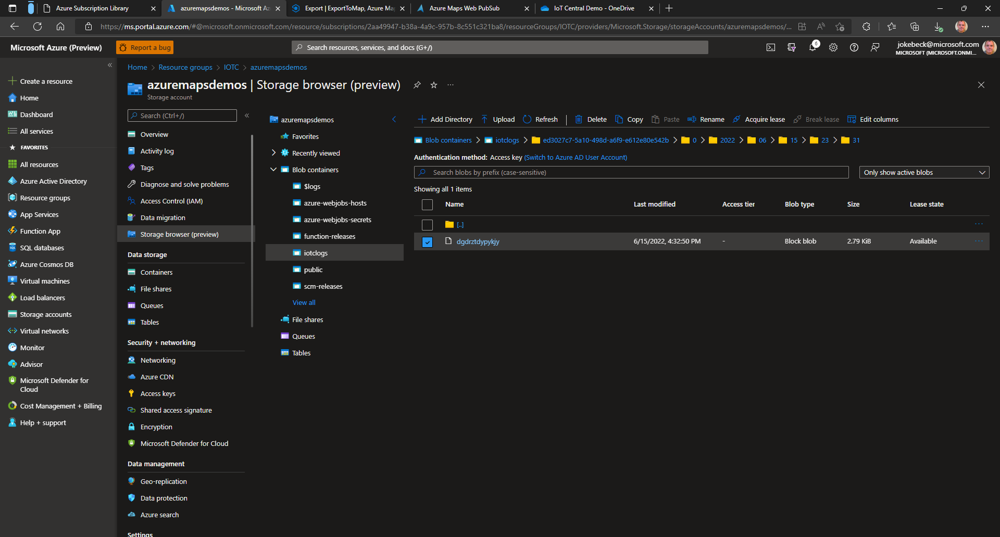 Azure Subscription Library
azuremapsdemos - Microsoft Az
Export | ExportToMap, Azure Map
Azure Maps Web PubSub
IoT Central Demo - OneDrive
https://ms.portal.azure.com/#@microsoft.onmicrosoft.com/resource/subscriptions/2aa49947-b38a-4a9c-957b-8c551c321ba8/resourceGroups/IOTC/providers/Microsoft.Storage/storageAccounts/azuremapsdemos/...
Microsoft Azure (Preview)
Report a bug
Search resources, services, and docs (G+/)
6
jokebeck@microsoft.com
MICROSOFT (MICROSOFT.ONMI...
Create a resource
Home
Dashboard
All services
FAVORITES
All resources
Azure Active Directory
Resource groups
App Services
Function App
SQL databases
Azure Cosmos DB
Virtual machines
Load balancers
Storage accounts
Virtual networks
Monitor
Advisor
Microsoft Defender for
Cloud
Cost Management + Billing
Help + support
Home > Resource groups > IOTC > azuremapsdemos
azuremapsdemos | Storage browser (preview)
Storage account
Search (Ctrl+/)
Overview
Activity log
Tags
Diagnose and solve problems
Access Control (IAM)
Data migration
Storage browser (preview)
Data storage
Containers
File shares
Queues
Tables
Security + networking
Networking
Azure CDN
Access keys
Shared access signature
Encryption
Microsoft Defender for Cloud
Data management
Geo-replication
Data protection
Azure search
Settings
azuremapsdemos
Favorites
Recently viewed
Blob containers
$logs
azure-webjobs-hosts
azure-webjobs-secrets
function-releases
iotclogs
public
scm-releases
View all
File shares
Queues
Tables
Add Directory Upload Refresh Delete Copy Paste Rename Acquire lease Break lease Edit columns
Blob containers > iotclogs > ed3027c7-5a10-498d-a6f9-e612e80e542b > 0 > 2022 > 06 > 15 > 23 > 31
Authentication method: Access key (Switch to Azure AD User Account)
Search blobs by prefix (case-sensitive)
Only show active blobs
Showing all 1 items
Name Last modified Access tier Blob type Size Lease state
[..] ...
dgdrztdypykjy 6/15/2022, 4:32:50 PM - Block blob 2.79 KiB Available ...